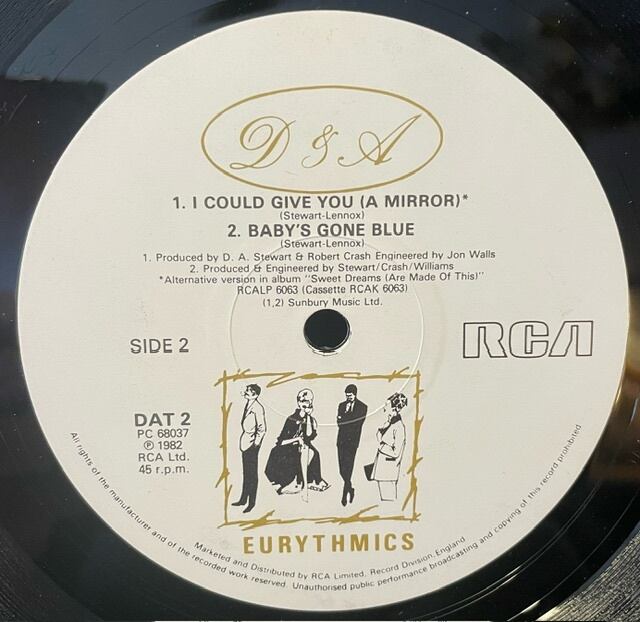 D & A
1. I COULD GIVE YOU (A MIRROR)*
(Stewart-Lennox)
2. BABY'S GONE BLUE
(Stewart-Lennox)
1. Produced by D. A. Stewart & Robert Crash Engineered by Jon Walls
2. Produced & Engineered by Stewart/Crash/Williams
*Alternative version in album "Sweet Dreams (Are Made Of This)"
RCALP 6063 (Cassette RCAK 6063)
(1,2) Sunbury Music Ltd.
SIDE 2
RCA
DAT 2
PC 68037
℗ 1982
RCA Ltd.
45 r.p.m.
EURYTHMICS
All rights of the manufacturer and of the recorded work reserved. Unauthorised public performance broadcasting and copying of this record prohibited
Marketed and Distributed by RCA Limited, Record Division, England